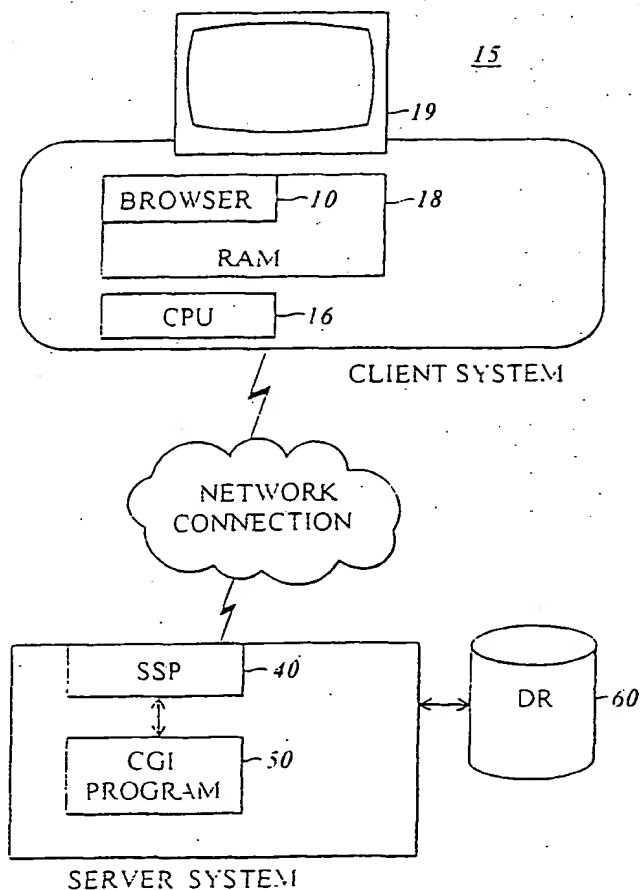 15
19
BROWSER
10
18
RAM
CPU
16
CLIENT SYSTEM
NETWORK
CONNECTION
SSP
40
DR
60
CGI
PROGRAM
50
SERVER SYSTEM